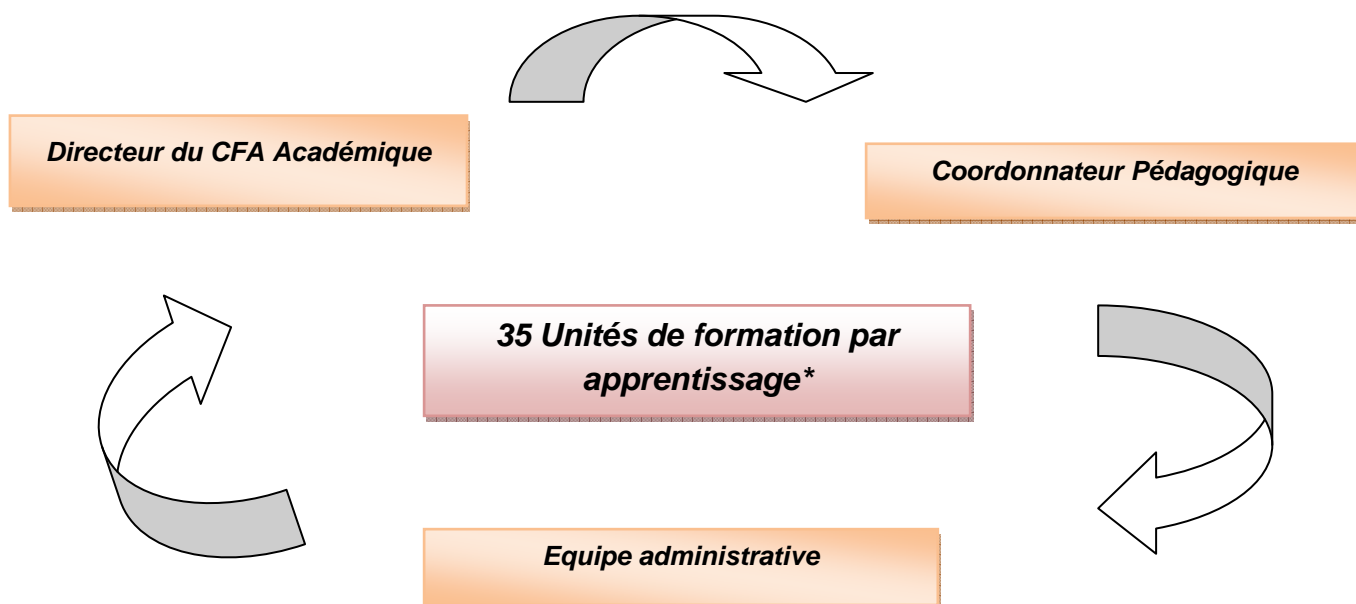 Directeur du CFA Académique
Coordonnateur Pédagogique
35 Unités de formation par
apprentissage*
Equipe administrative